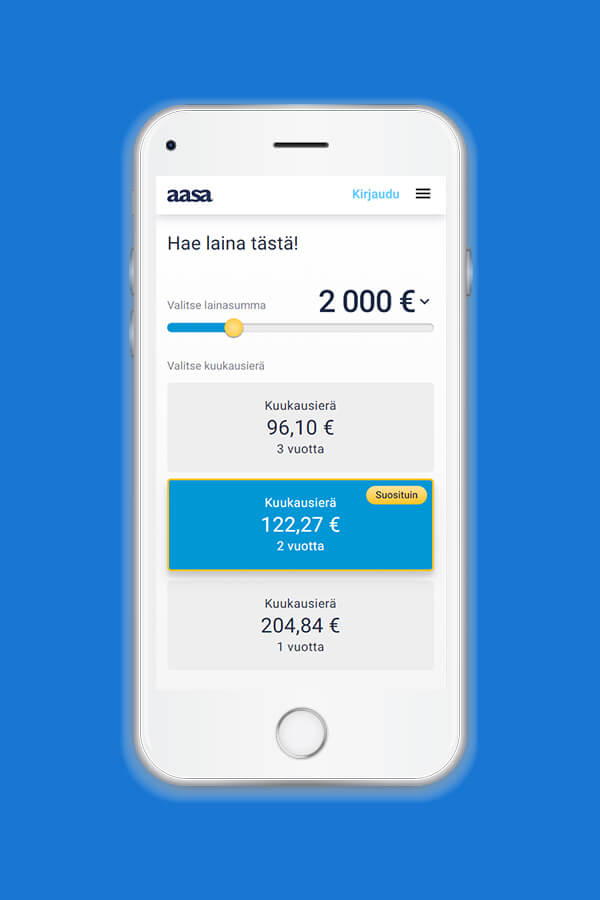 aasa
Kirjaudu
Hae laina tästä!
Valitse lainasumma
2 000 €
Valitse kuukausierä
Kuukausierä
96,10 €
3 vuotta
Suosituin
Kuukausierä
122,27 €
2 vuotta
Kuukausierä
204,84 €
1 vuotta